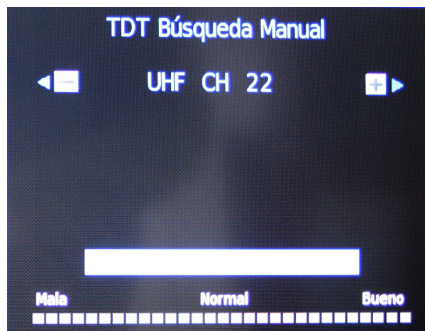 TDT Búsqueda Manual
- UHF CH 22 +
Mala Normal Bueno